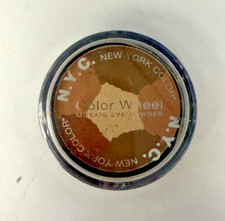 N.Y.C. NEW YORK COLOR
Color Wheel
MOSAIC EYE POWDER
N.Y.C. NEW YORK COLOR